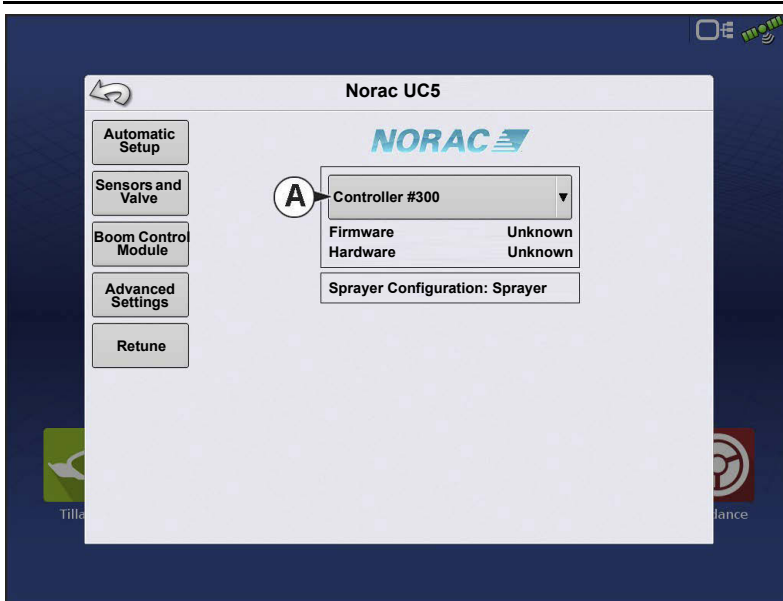 Norac UC5
Automatic
Setup
NORAC
Sensors and
Valve
A
Controller #300
Boom Control
Module
Firmware Unknown
Hardware Unknown
Advanced
Settings
Sprayer Configuration: Sprayer
Retune
Tilla
dance